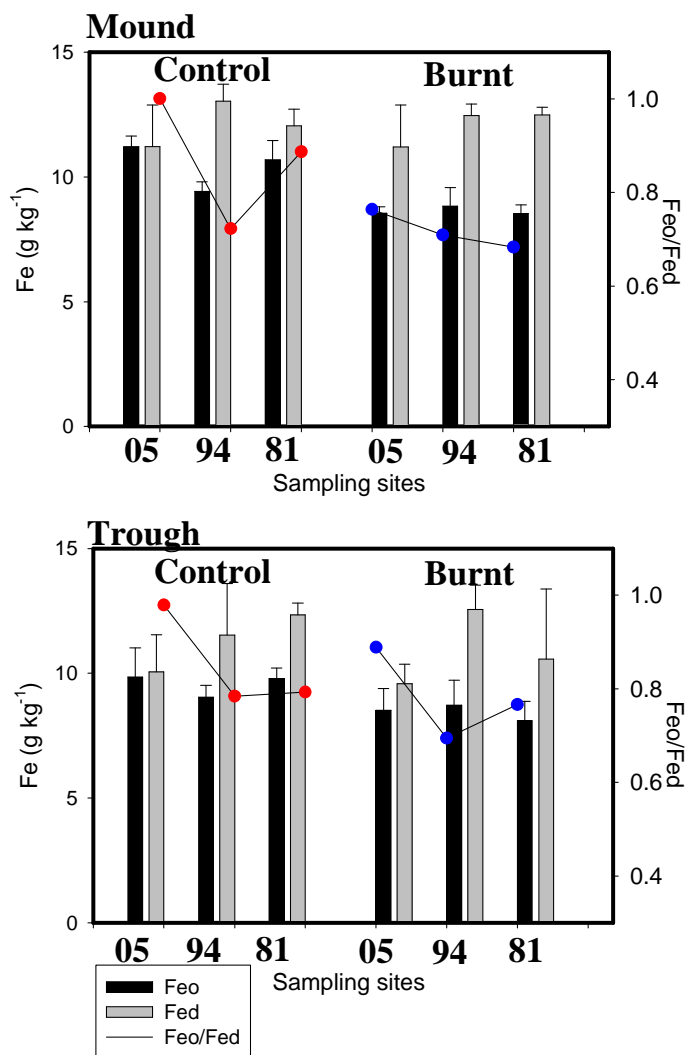 Mound
Control Burnt
15
10
5
0
Fe (g kg-1)
1.0
0.8
0.6
0.4
Feo/Fed
05 94 81 05 94 81
Sampling sites
Trough
Control Burnt
15
10
5
0
Fe (g kg-1)
1.0
0.8
0.6
0.4
Feo/Fed
05 94 81 05 94 81
Sampling sites
Feo
Fed
Feo/Fed